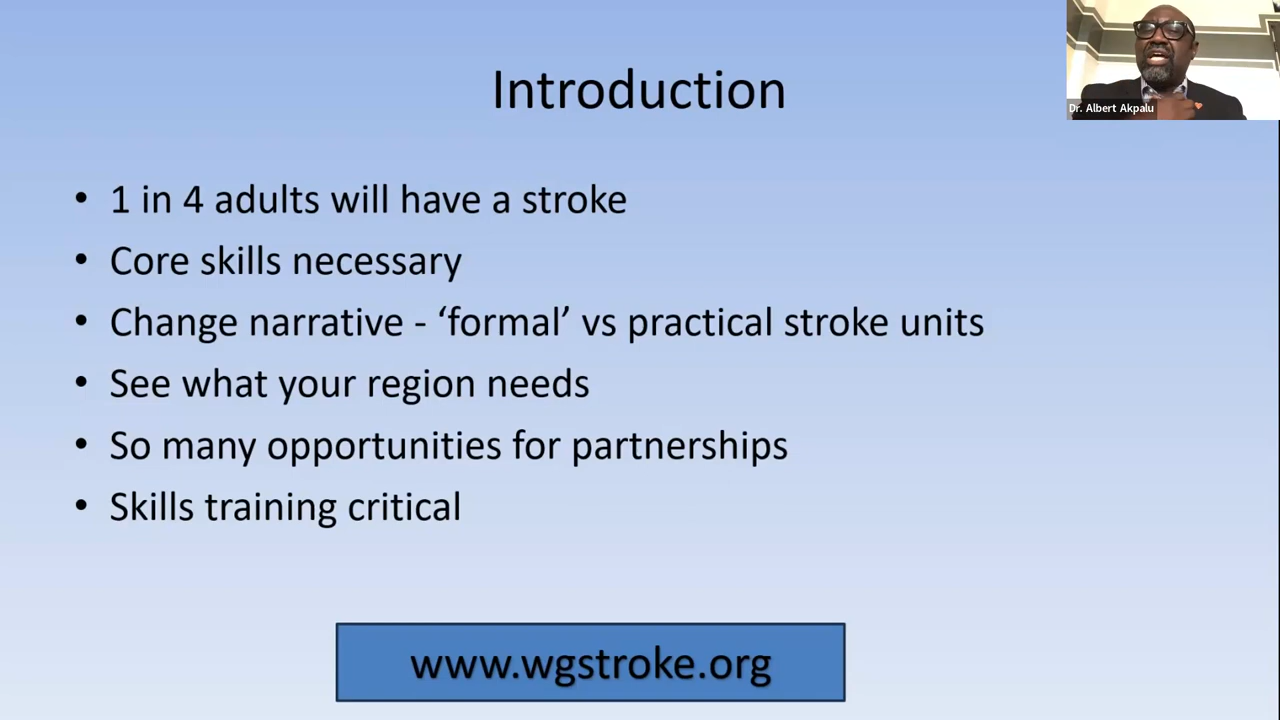 Introduction
Dr. Albert Akpalu
• 1 in 4 adults will have a stroke
• Core skills necessary
• Change narrative - ‘formal’ vs practical stroke units
• See what your region needs
• So many opportunities for partnerships
• Skills training critical
www.wgstroke.org